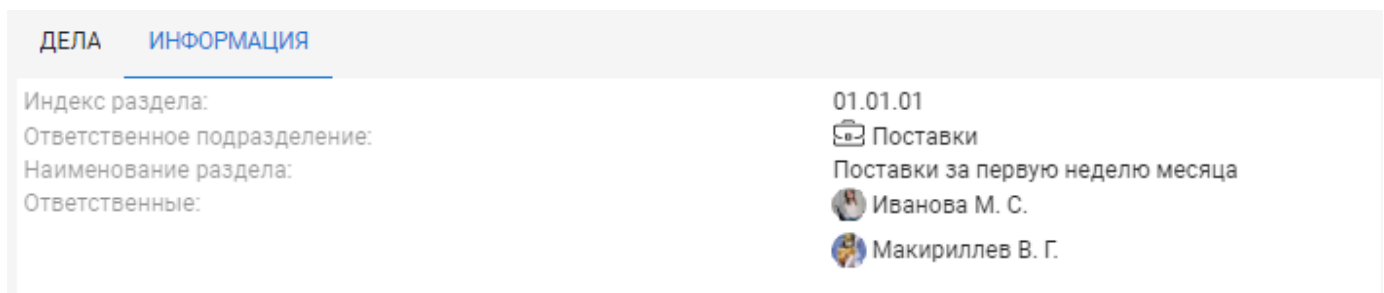 ДЕЛА ИНФОРМАЦИЯ
Индекс раздела: 01.01.01
Ответственное подразделение: Поставки
Наименование раздела: Поставки за первую неделю месяца
Ответственные: Иванова М. С.
Макириллев В. Г.